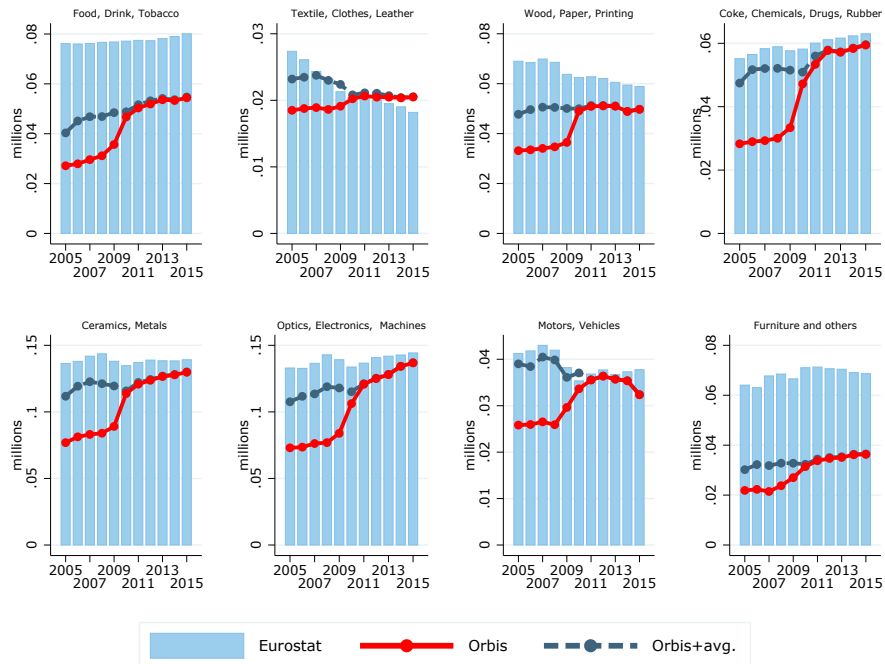 Food, Drink, Tobacco
Textile, Clothes, Leather
Wood, Paper, Printing
Coke, Chemicals, Drugs, Rubber
millions
0 .02 .04 .06 .08
2005 2007 2009 2011 2013 2015
millions
0 .01 .02 .03
2005 2007 2009 2011 2013 2015
millions
0 .02 .04 .06 .08
2005 2007 2009 2011 2013 2015
millions
0 .02 .04 .06
2005 2007 2009 2011 2013 2015
Ceramics, Metals
Optics, Electronics, Machines
Motors, Vehicles
Furniture and others
millions
0 .05 .1 .15
2005 2007 2009 2011 2013 2015
millions
0 .05 .1 .15
2005 2007 2009 2011 2013 2015
millions
0 .01 .02 .03 .04
2005 2007 2009 2011 2013 2015
millions
0 .02 .04 .06 .08
2005 2007 2009 2011 2013 2015
Eurostat Orbis Orbis+avg.